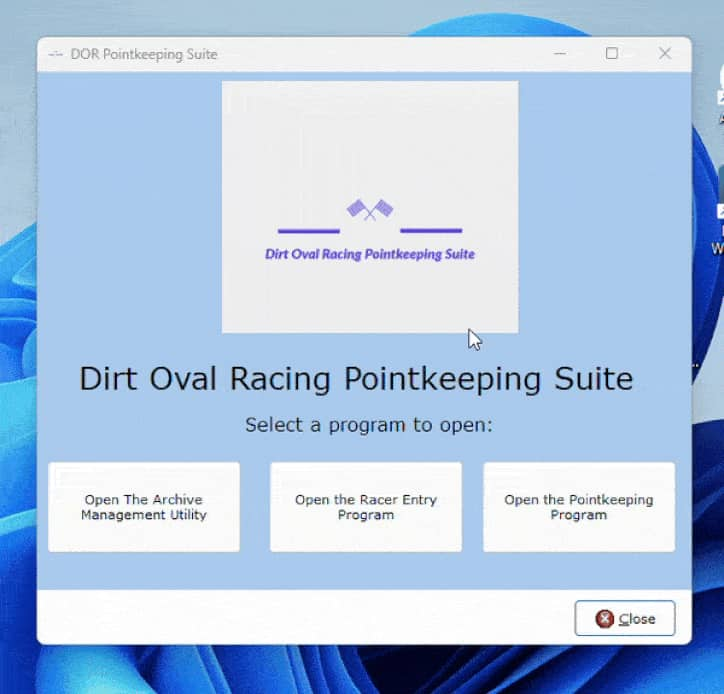 DOR Pointkeeping Suite
Dirt Oval Racing Pointkeeping Suite
Dirt Oval Racing Pointkeeping Suite
Select a program to open:
Open The Archive
Management Utility
Open the Racer Entry
Program
Open the Pointkeeping
Program
Close